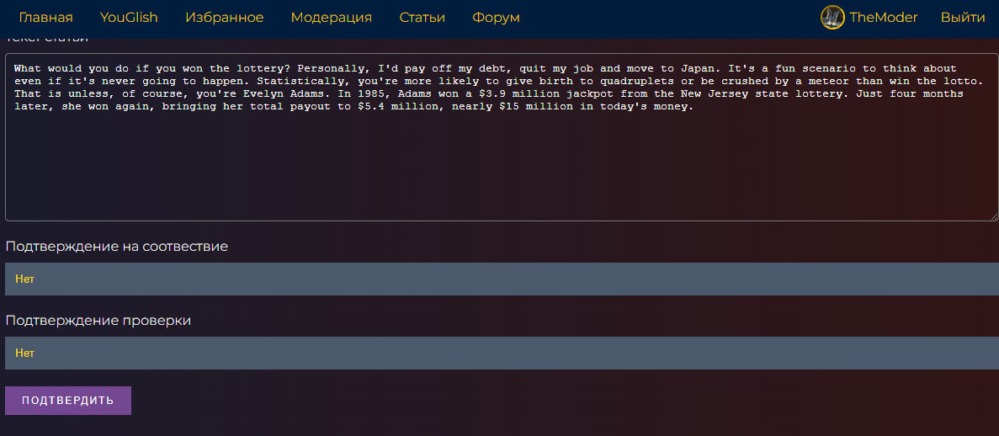 Главная YouGlish Избранное Модерация Статьи Форум TheModer Выйти
Текст статьи
What would you do if you won the lottery? Personally, I'd pay off my debt, quit my job and move to Japan. It's a fun scenario to think about
even if it's never going to happen. Statistically, you're more likely to give birth to quadruplets or be crushed by a meteor than win the lotto.
That is unless, of course, you're Evelyn Adams. In 1985, Adams won a $3.9 million jackpot from the New Jersey state lottery. Just four months
later, she won again, bringing her total payout to $5.4 million, nearly $15 million in today's money.
Подтверждение на соотвествие
Нет
Подтверждение проверки
Нет
ПОДТВЕРДИТЬ